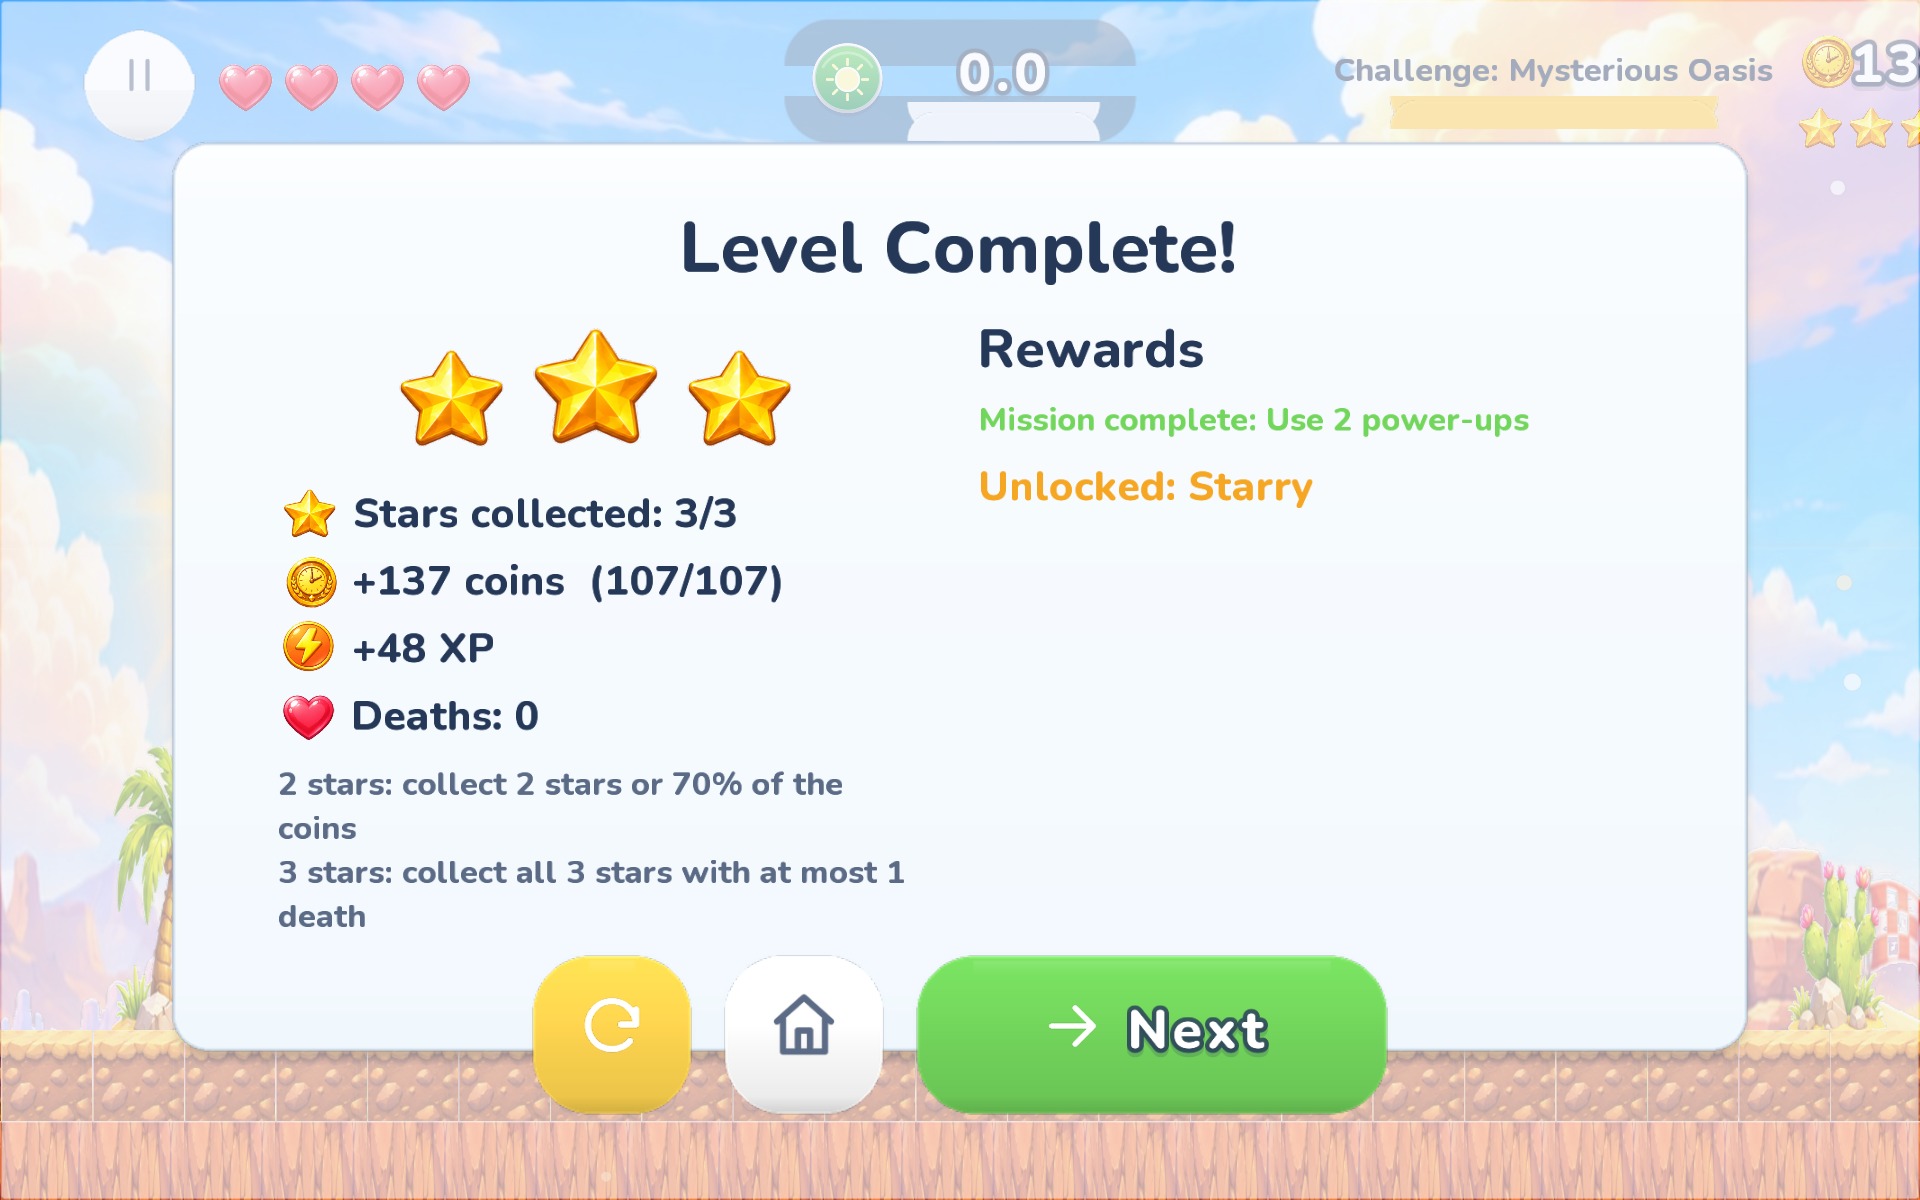 0.0
Challenge: Mysterious Oasis
13
Level Complete!
Rewards
Mission complete: Use 2 power-ups
Unlocked: Starry
Stars collected: 3/3
+137 coins (107/107)
+48 XP
Deaths: 0
2 stars: collect 2 stars or 70% of the
coins
3 stars: collect all 3 stars with at most 1
death
Next